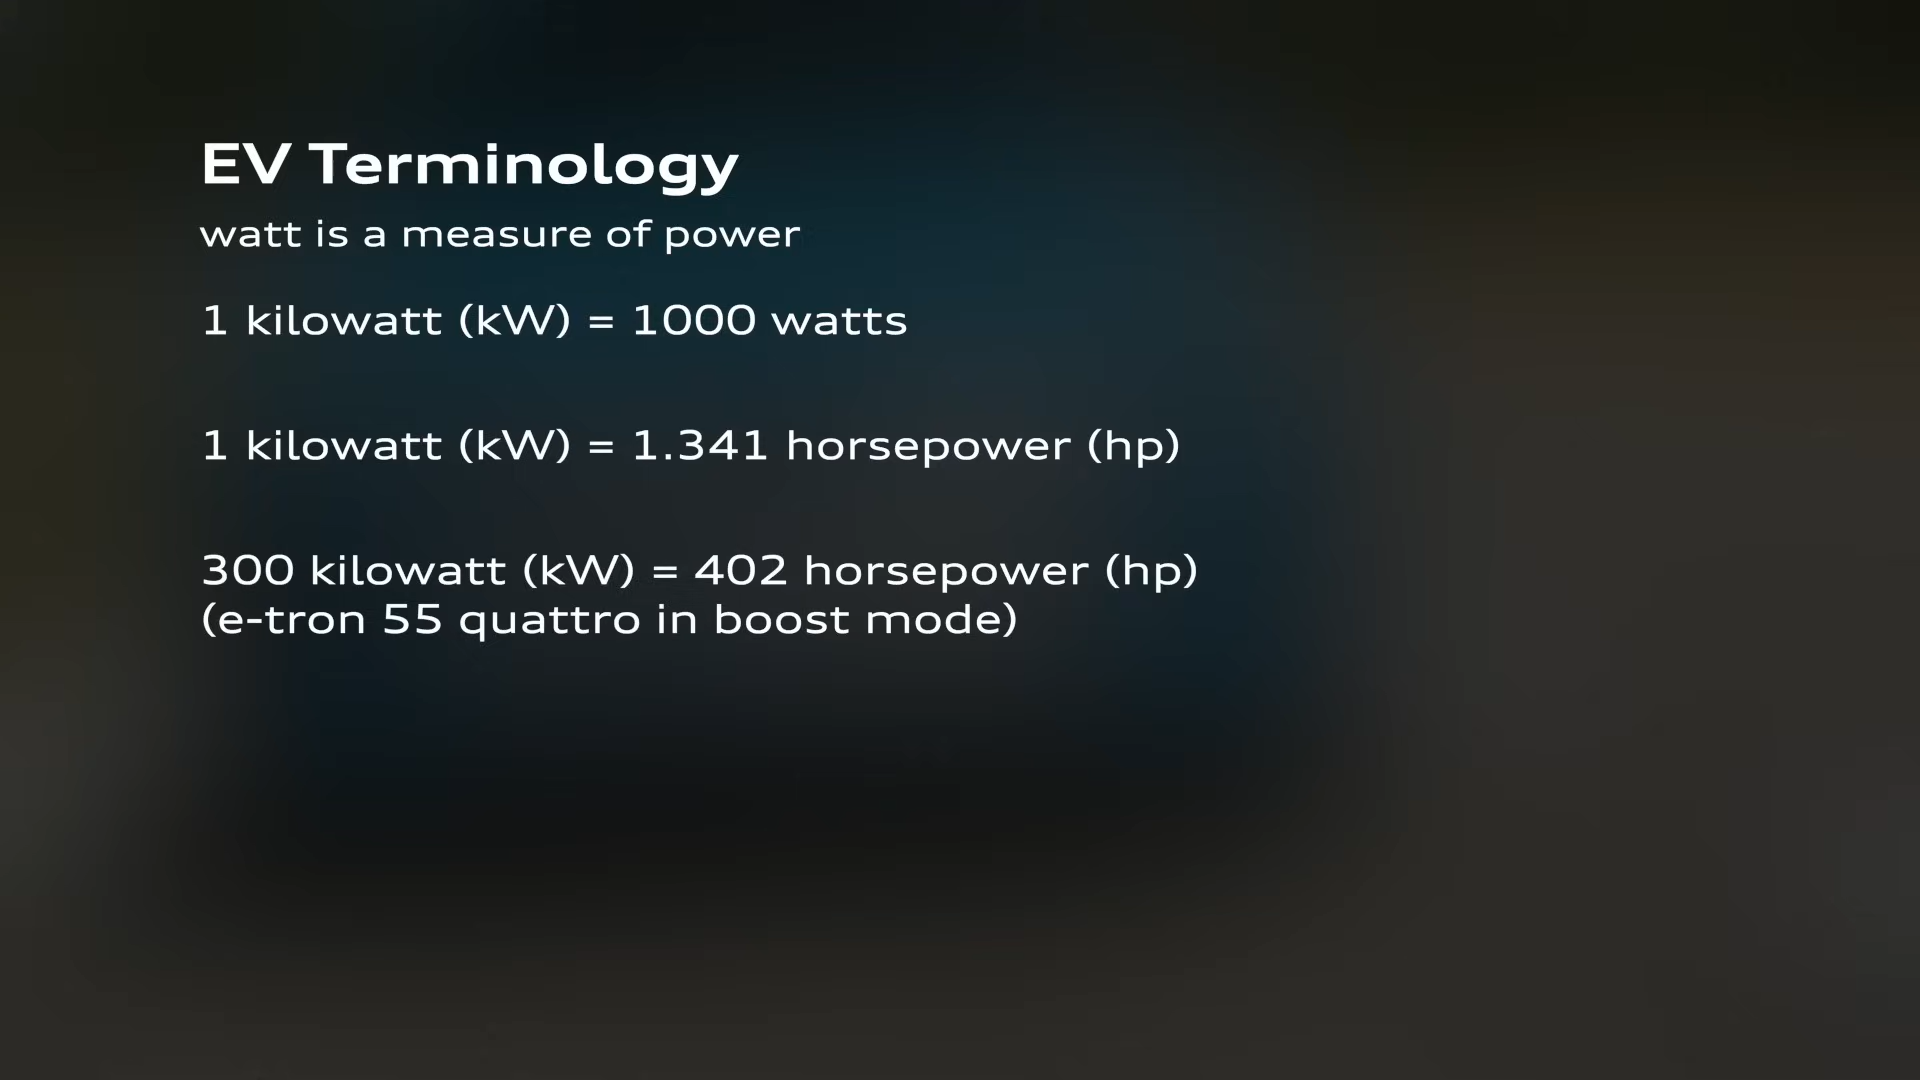 EV Terminology
watt is a measure of power
1 kilowatt (kW) = 1000 watts
1 kilowatt (kW) = 1.341 horsepower (hp)
300 kilowatt (kW) = 402 horsepower (hp)
(e-tron 55 quattro in boost mode)